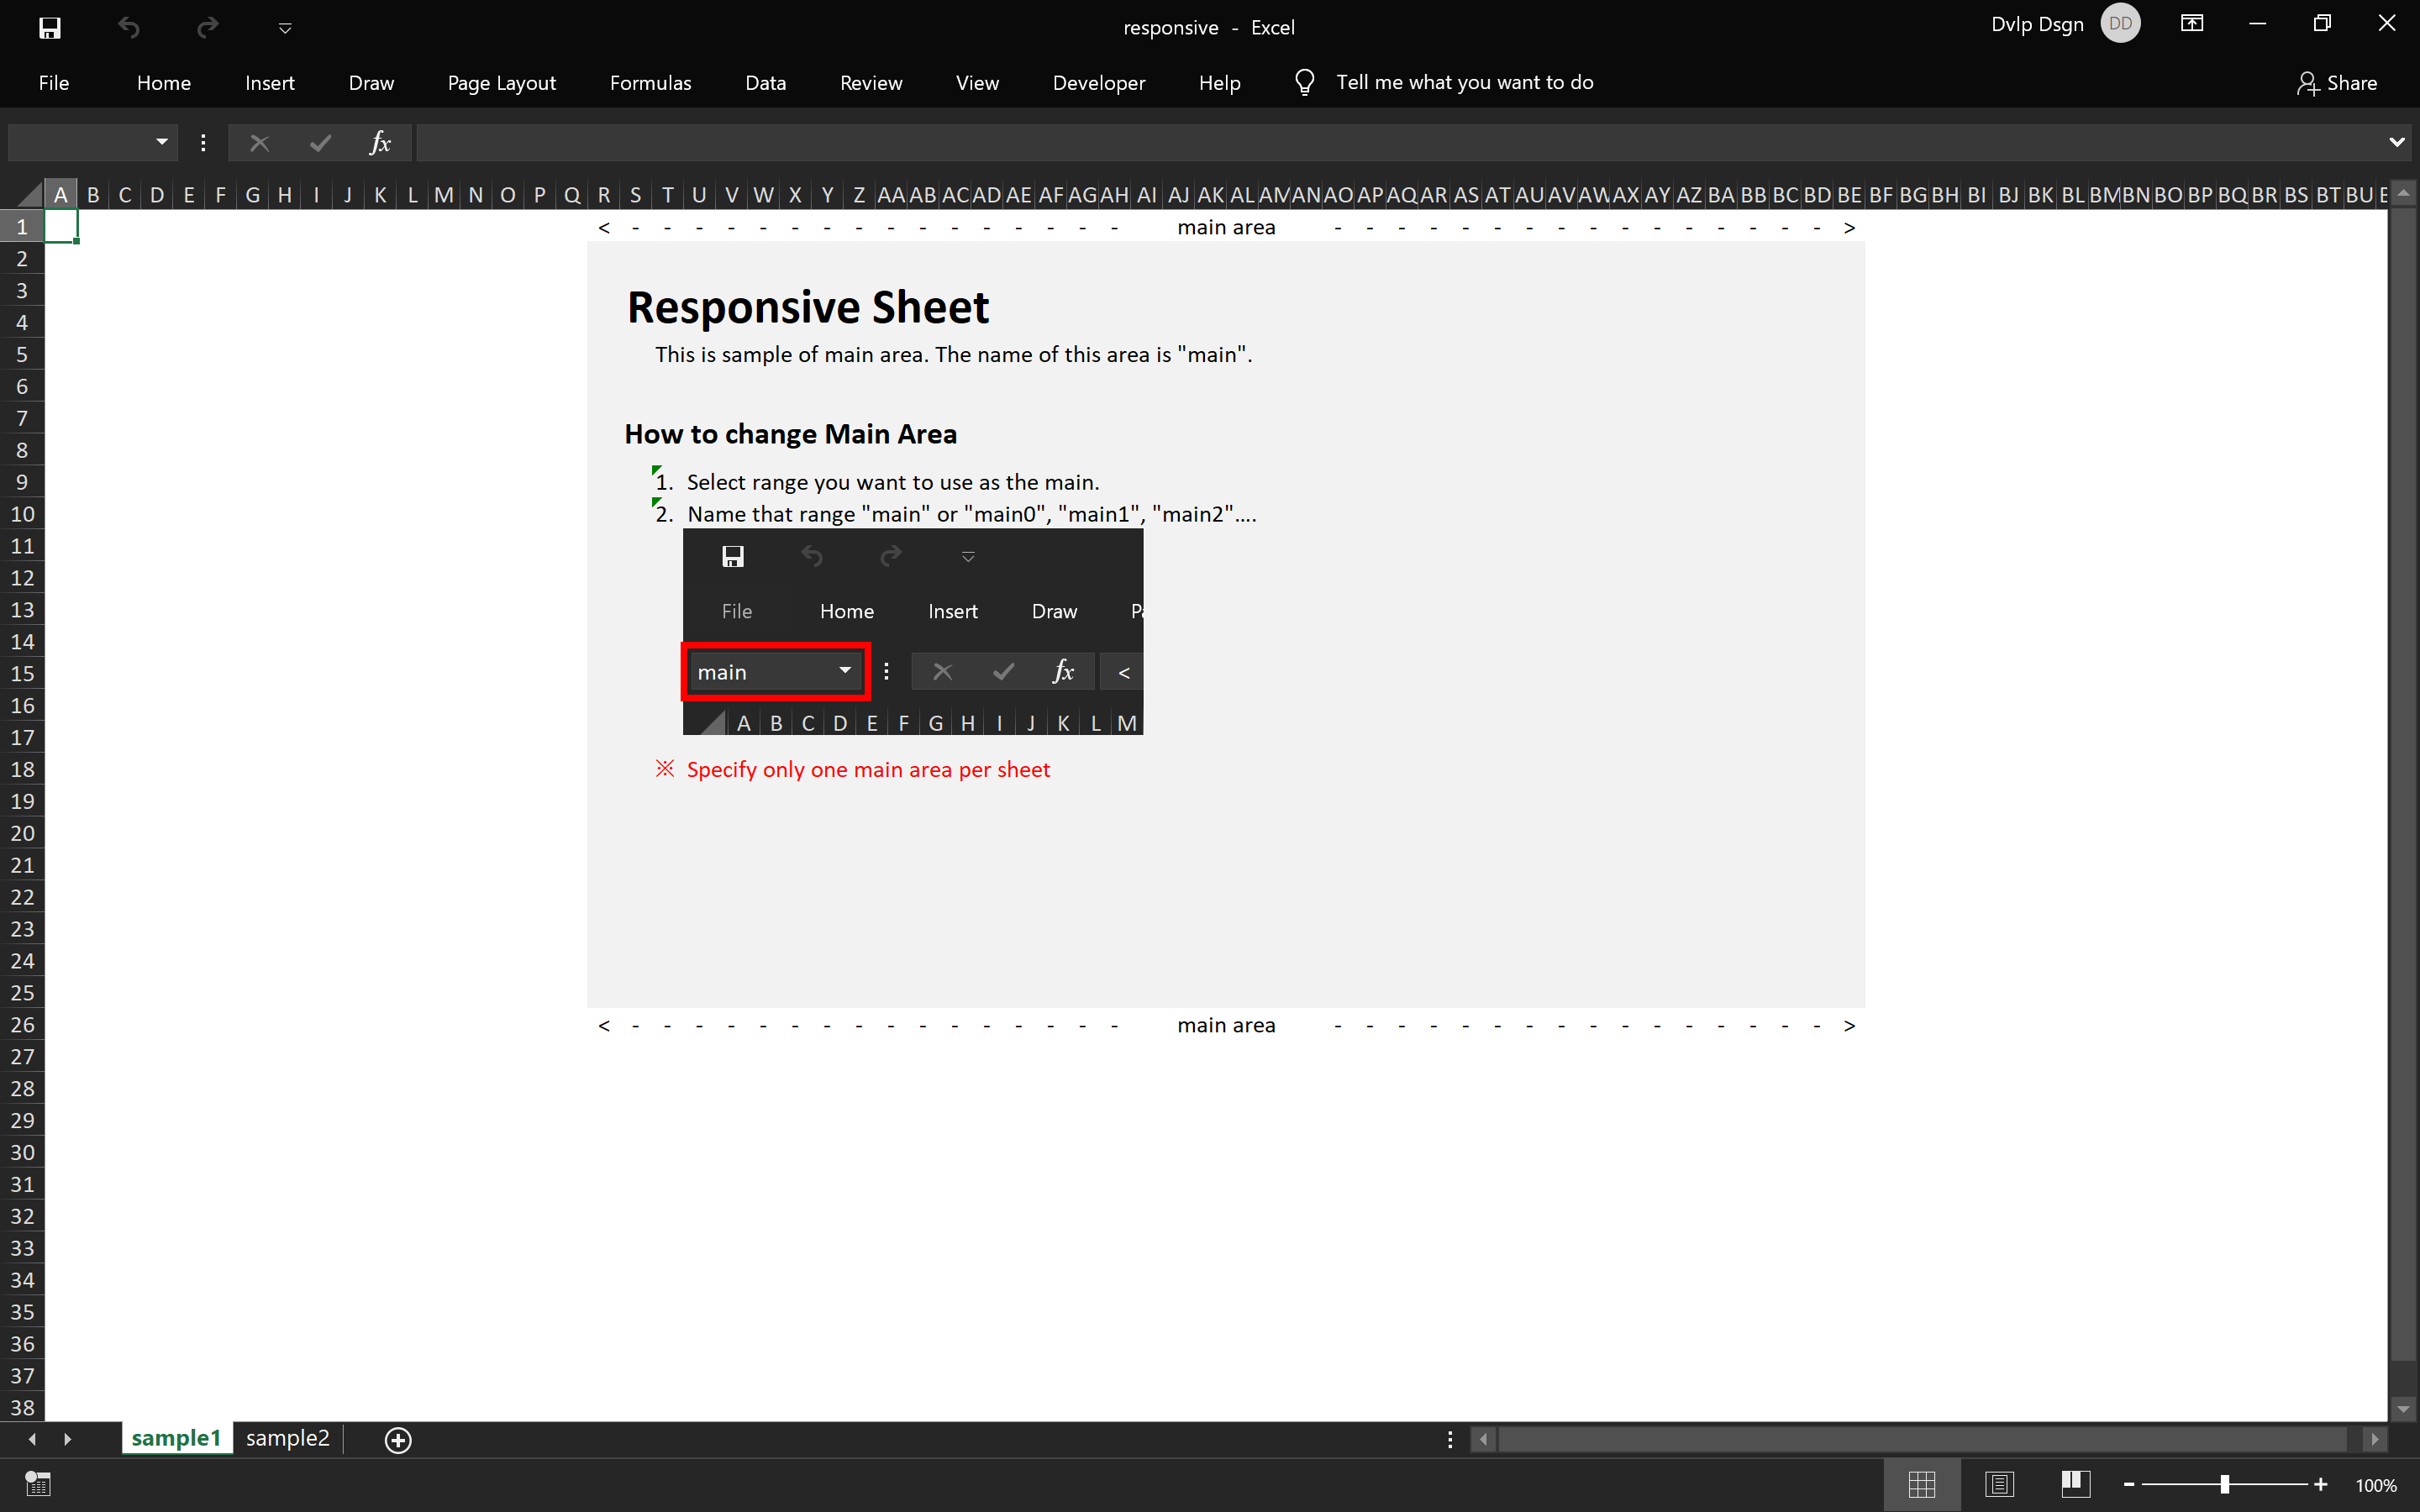 responsive - Excel
Dvlp Dsgn DD
File Home Insert Draw Page Layout Formulas Data Review View Developer Help Tell me what you want to do Share
fx
A B C D E F G H I J K L M N O P Q R S T U V W X Y Z AA AB AC AD AE AF AG AH AI AJ AK AL AM AN AO AP AQ AR AS AT AU AV AW AX AY AZ BA BB BC BD BE BF BG BH BI BJ BK BL BM BN BO BP BQ BR BS BT BU
1 < - - - - - - - - - - - - - - - - main area - - - - - - - - - - - - - - - - >
2
3
4 Responsive Sheet
5 This is sample of main area. The name of this area is "main".
6
7
8 How to change Main Area
9 1. Select range you want to use as the main.
10 2. Name that range "main" or "main0", "main1", "main2"....
11
12
13 File Home Insert Draw
14
15 main fx <
16
17 A B C D E F G H I J K L M
18 ※ Specify only one main area per sheet
19
20
21
22
23
24
25
26 < - - - - - - - - - - - - - - - - main area - - - - - - - - - - - - - - - - >
27
28
29
30
31
32
33
34
35
36
37
38
sample1 sample2
100%